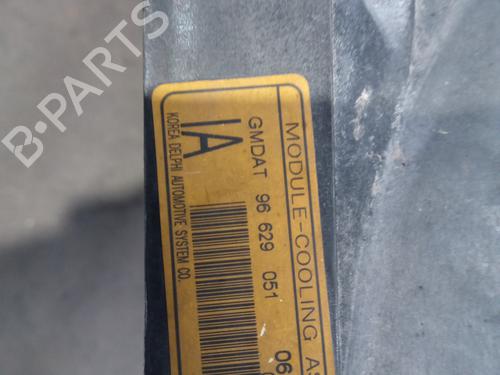 MODULE-COOLING AS
GMDAT 96 629 051 06
IA
KOREA DELPHI AUTOMOTIVE SYSTEM CO.
B-PARTS